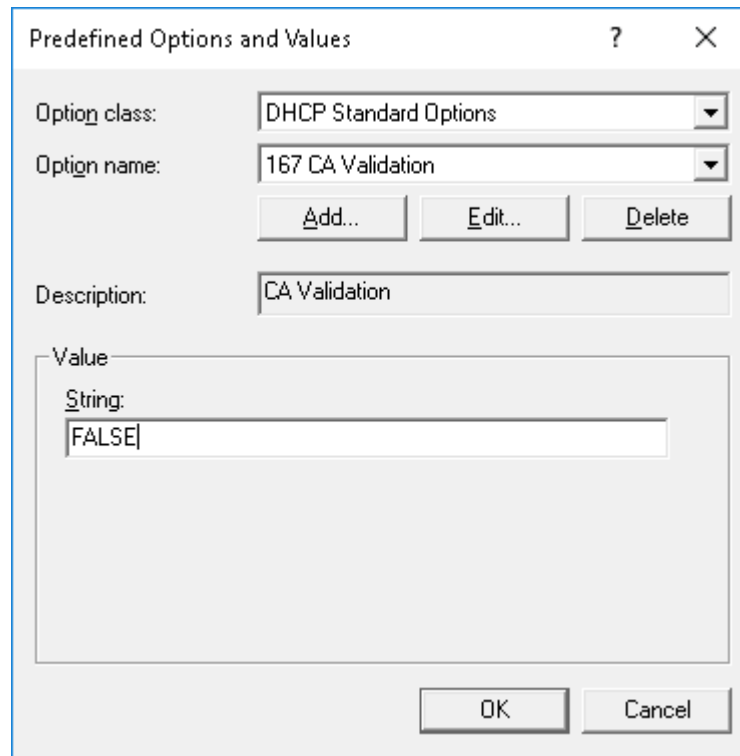 Predefined Options and Values ?
Option class: DHCP Standard Options
Option name: 167 CA Validation
Add... Edit... Delete
Description: CA Validation
Value
String:
FALSE
OK Cancel